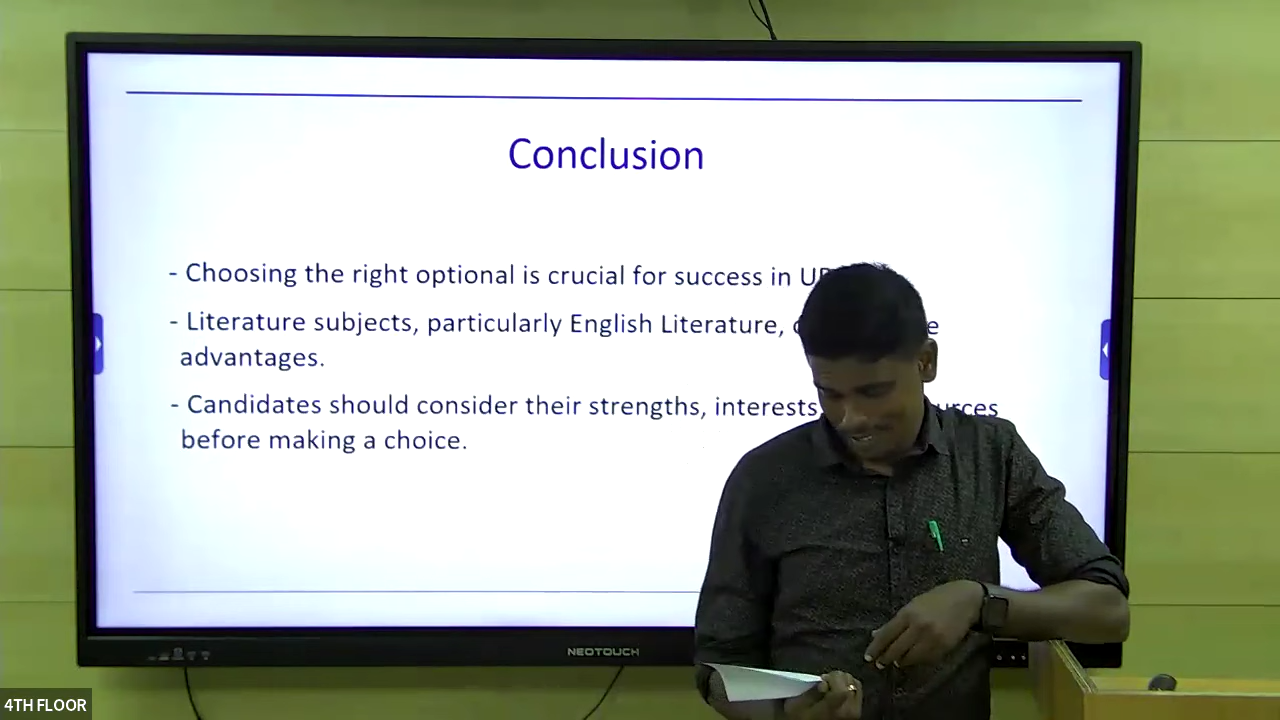 Conclusion
- Choosing the right optional is crucial for success in
- Literature subjects, particularly English Literature,
advantages.
- Candidates should consider their strengths, interests
before making a choice.
NEOTOUCH
4TH FLOOR